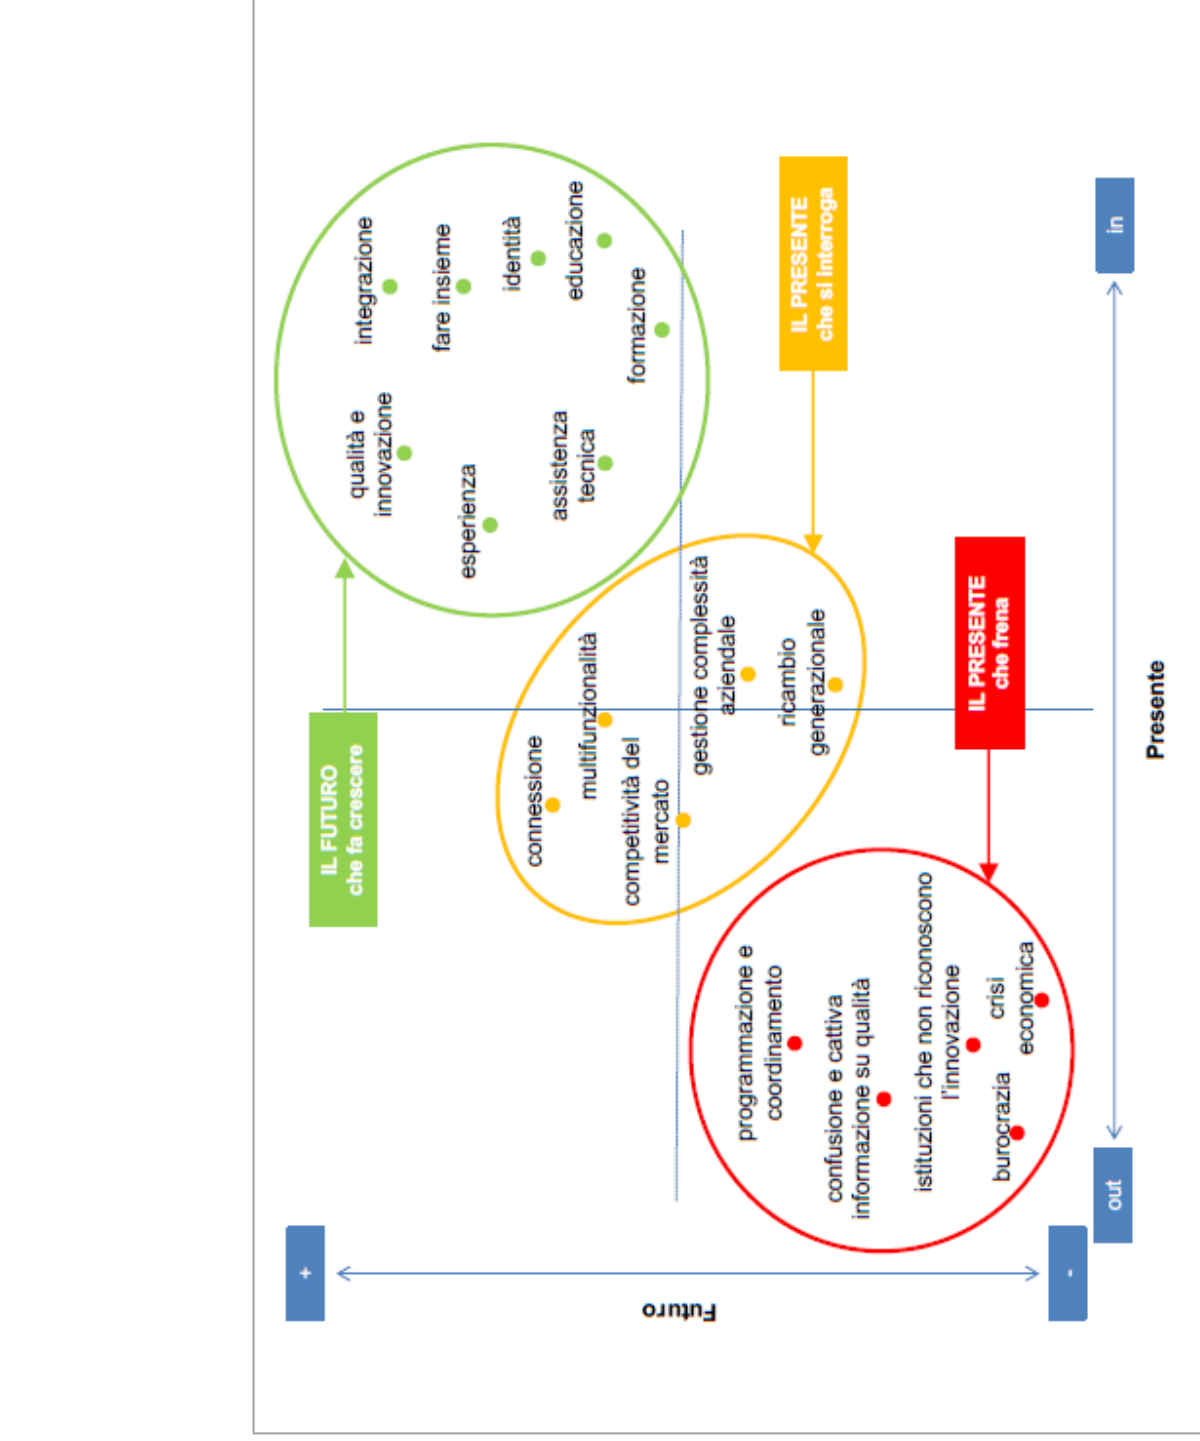 IL FUTURO
che fa crescere
qualità e
innovazione
integrazione
esperienza
fare insieme
identità
assistenza
tecnica
educazione
formazione
connessione
multifunzionalità
competitività del
mercato
gestione complessità
aziendale
ricambio
generazionale
IL PRESENTE
che si interroga
programmazione e
coordinamento
confusione e cattiva
informazione su qualità
istituzioni che non riconoscono
l'innovazione
burocrazia
crisi
economica
IL PRESENTE
che frena
+
Futuro
-
out
in
Presente